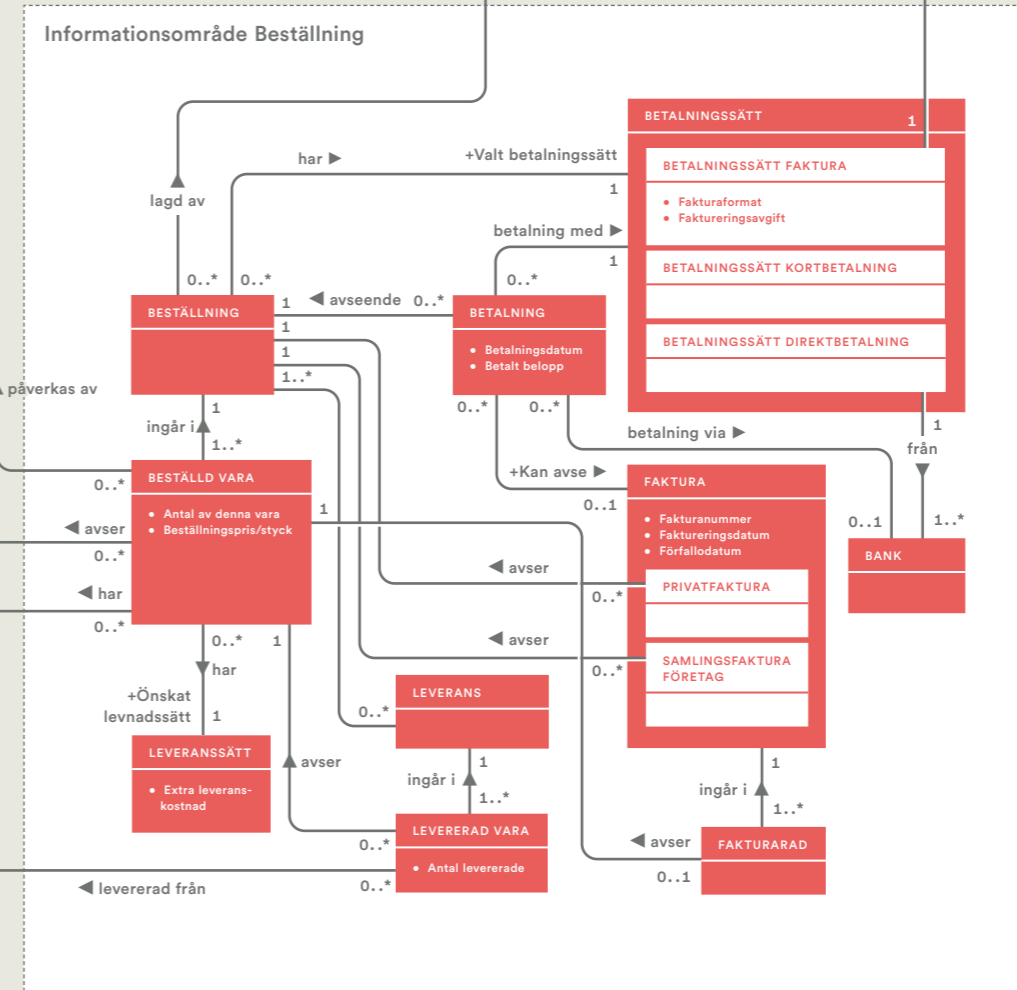 Informationsområde Beställning
BETALNINGSSÄTT
1
har ▶
+Valt betalningssätt
1
BETALNINGSSÄTT FAKTURA
• Fakturaformat
• Faktureringsavgift
lagd av
betalning med ▶
1
BETALNINGSSÄTT KORTBETALNING
0..*
0..*
0..*
BESTÄLLNING
1
◀ avseende
0..*
BETALNING
• Betalningsdatum
• Betalt belopp
BETALNINGSSÄTT DIREKTBETALNING
1
1
1..*
påverkas av
1
ingår i
1..*
0..*
0..*
betalning via ▶
1
från
BESTÄLLD VARA
• Antal av denna vara
• Beställningspris/styck
0..*
◀ avser
0..*
◀ har
0..*
1
+Kan avse ▶
0..1
FAKTURA
• Fakturanummer
• Faktureringsdatum
• Förfallodatum
0..1
1..*
BANK
◀ avser
0..*
PRIVATFAKTURA
◀ avser
0..*
SAMLINGSFAKTURA
FÖRETAG
0..*
1
har
+Önskat
levnadssätt
1
LEVERANSSÄTT
• Extra leverans-
kostnad
LEVERANS
0..*
avser
1
ingår i
1..*
1
ingår i
1..*
LEVERERAD VARA
• Antal levererade
0..*
0..*
◀ levererad från
◀ avser
0..1
FAKTURARAD